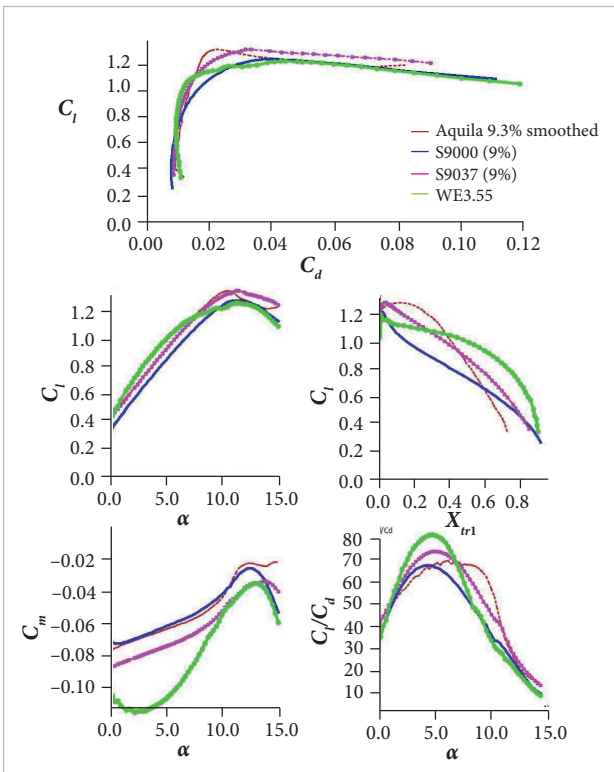 1.2
1.0
0.8
0.6
0.4
0.2
0.0
C_l
Aquila 9.3% smoothed
S9000 (9%)
S9037 (9%)
WE3.55
0.00 0.02 0.04 0.06 0.08 0.10 0.12
C_d
1.2
1.0
0.8
0.6
0.4
0.2
0.0
C_l
0.0 5.0 10.0 15.0
α
1.2
1.0
0.8
0.6
0.4
0.2
0.0
C_l
0.0 0.2 0.4 0.6 0.8
X_tr1
−0.02
−0.04
−0.06
−0.08
−0.10
C_m
0.0 5.0 10.0 15.0
α
l/Cd
80
70
60
50
40
30
20
10
C_l/C_d
0.0 5.0 10.0 15.0
α